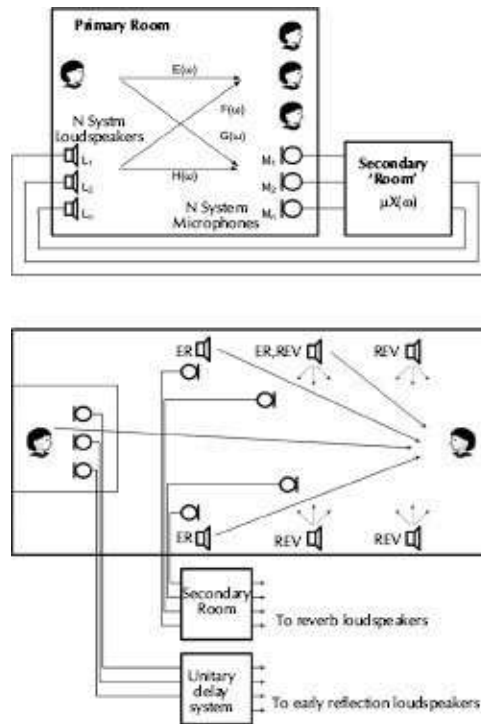 Primary Room
E(ω)
F(ω)
G(ω)
H(ω)
N Systm
Loudspeakers
L₁
L₂
Lₙ
M₁
M₂
Mₙ
N System
Microphones
Secondary
'Room'
μX(ω)
ER
ER,REV
REV
ER
REV
REV
Secondary
Room
To reverb loudspeakers
Unitary
delay
system
To early reflection loudspeakers